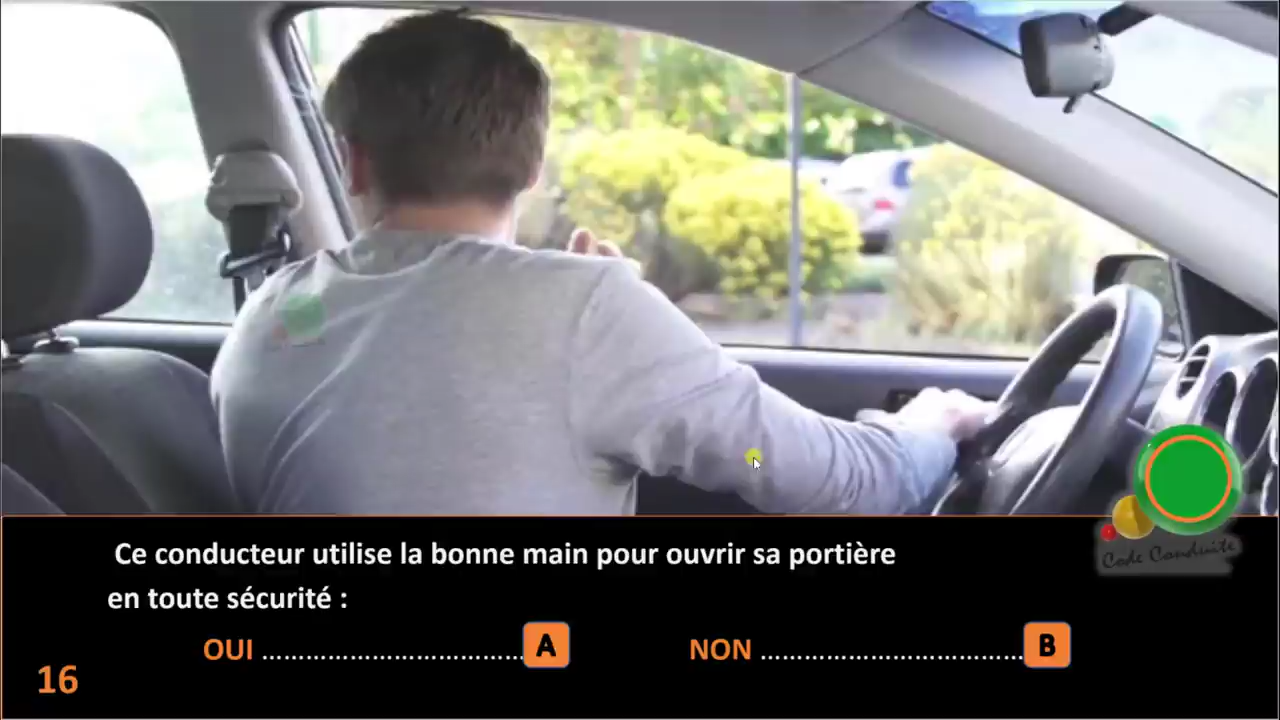 Ce conducteur utilise la bonne main pour ouvrir sa portière
en toute sécurité :
OUI ................................... A
NON ................................... B
16
Code Conduite